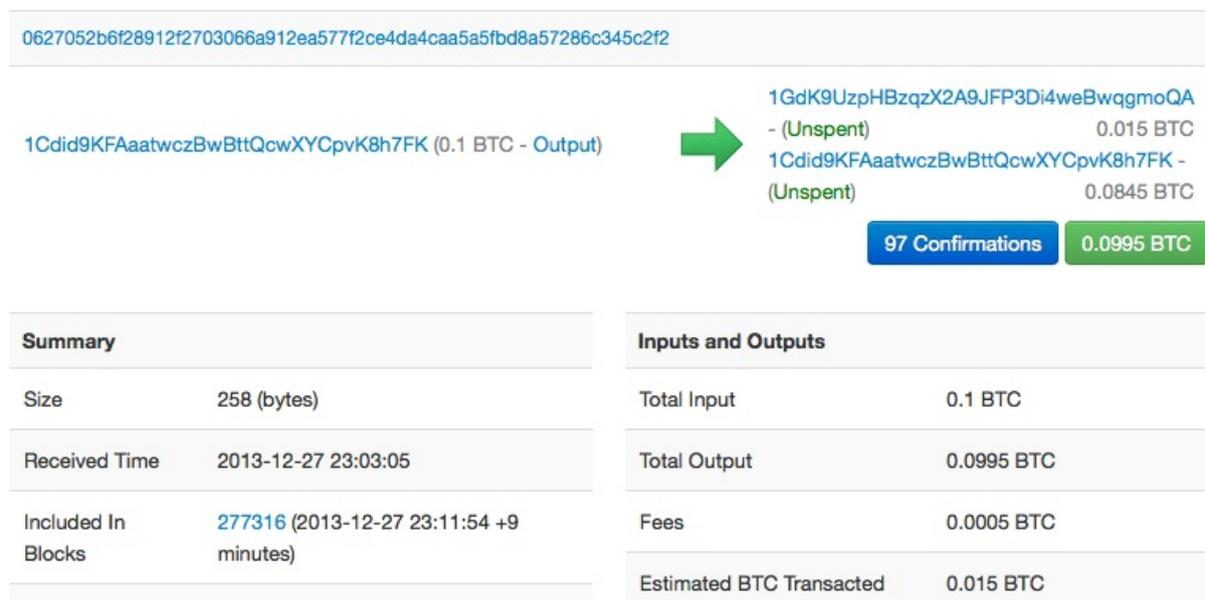 0627052b6f28912f2703066a912ea577f2ce4da4caa5a5fbd8a57286c345c2f2
1Cdid9KFAaatwczBwBttQcwXYCpvK8h7FK (0.1 BTC - Output)
1GdK9UzpHBzqzX2A9JFP3Di4weBwqgmoQA
- (Unspent) 0.015 BTC
1Cdid9KFAaatwczBwBttQcwXYCpvK8h7FK -
(Unspent) 0.0845 BTC
97 Confirmations 0.0995 BTC
Summary
Size 258 (bytes)
Received Time 2013-12-27 23:03:05
Included In 277316 (2013-12-27 23:11:54 +9
Blocks minutes)
Inputs and Outputs
Total Input 0.1 BTC
Total Output 0.0995 BTC
Fees 0.0005 BTC
Estimated BTC Transacted 0.015 BTC